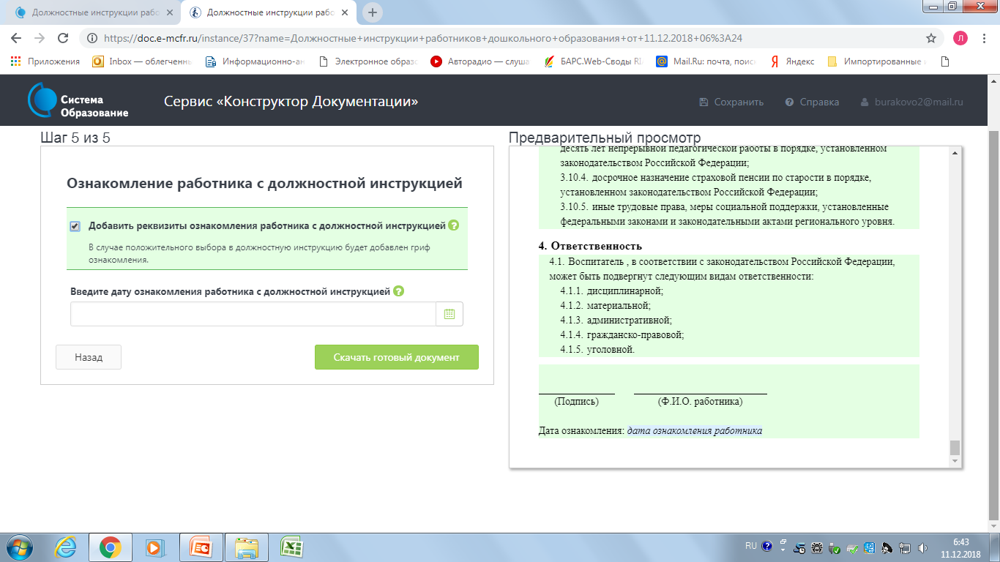 Должностные инструкции рабо
Должностные инструкции рабо
https://doc.e-mcfr.ru/instance/37?name=Должностные+инструкции+работников+дошкольного+образования+от+11.12.2018+06%3A24
Л
Приложения
Inbox — облегченны
Информационно-ан
Электронное образо
Авторадио — слуша
БАРС.Web-Своды RI
Mail.Ru: почта, поис
Яндекс
Импортированные
Система
Образование
Сервис «Конструктор Документации»
Сохранить
Справка
burakovo2@mail.ru
Шаг 5 из 5
Ознакомление работника с должностной инструкцией
Добавить реквизиты ознакомления работника с должностной инструкцией ?
В случае положительного выбора в должностную инструкцию будет добавлен гриф
ознакомления.
Введите дату ознакомления работника с должностной инструкцией ?
Назад
Скачать готовый документ
Предварительный просмотр
десять лет непрерывной педагогической работы в порядке, установленном
законодательством Российской Федерации;
3.10.4. досрочное назначение страховой пенсии по старости в порядке,
установленном законодательством Российской Федерации;
3.10.5. иные трудовые права, меры социальной поддержки, установленные
федеральными законами и законодательными актами регионального уровня.
4. Ответственность
4.1. Воспитатель , в соответствии с законодательством Российской Федерации,
может быть подвергнут следующим видам ответственности:
4.1.1. дисциплинарной;
4.1.2. материальной;
4.1.3. административной;
4.1.4. гражданско-правовой;
4.1.5. уголовной.
(Подпись) (Ф.И.О. работника)
Дата ознакомления: дата ознакомления работника
RU
6:43
11.12.2018